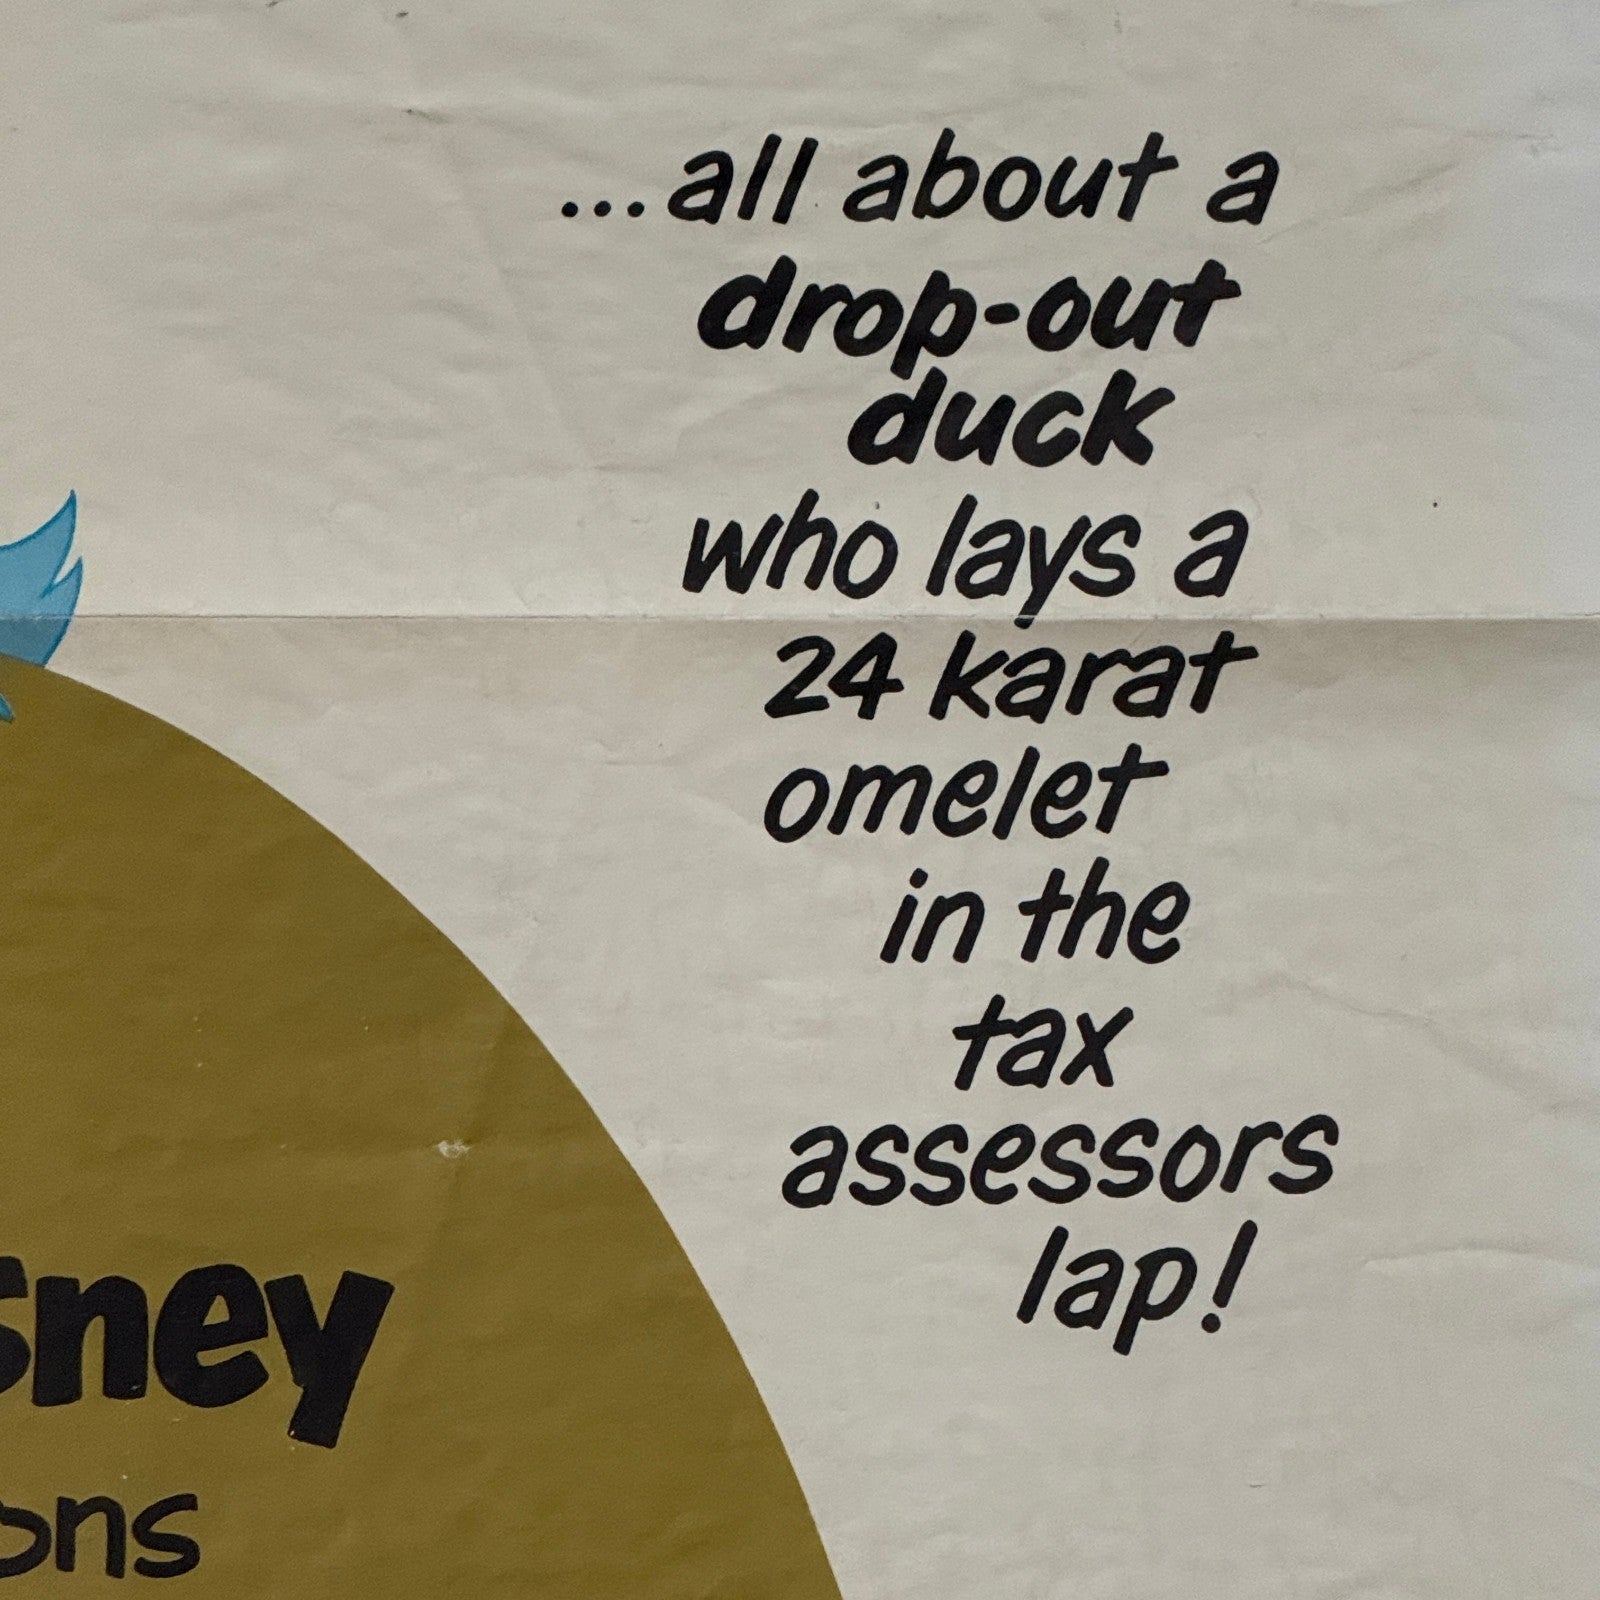 ...all about a
drop-out
duck
who lays a
24 karat
omelet
in the
tax
assessors
lap!
sney
ons